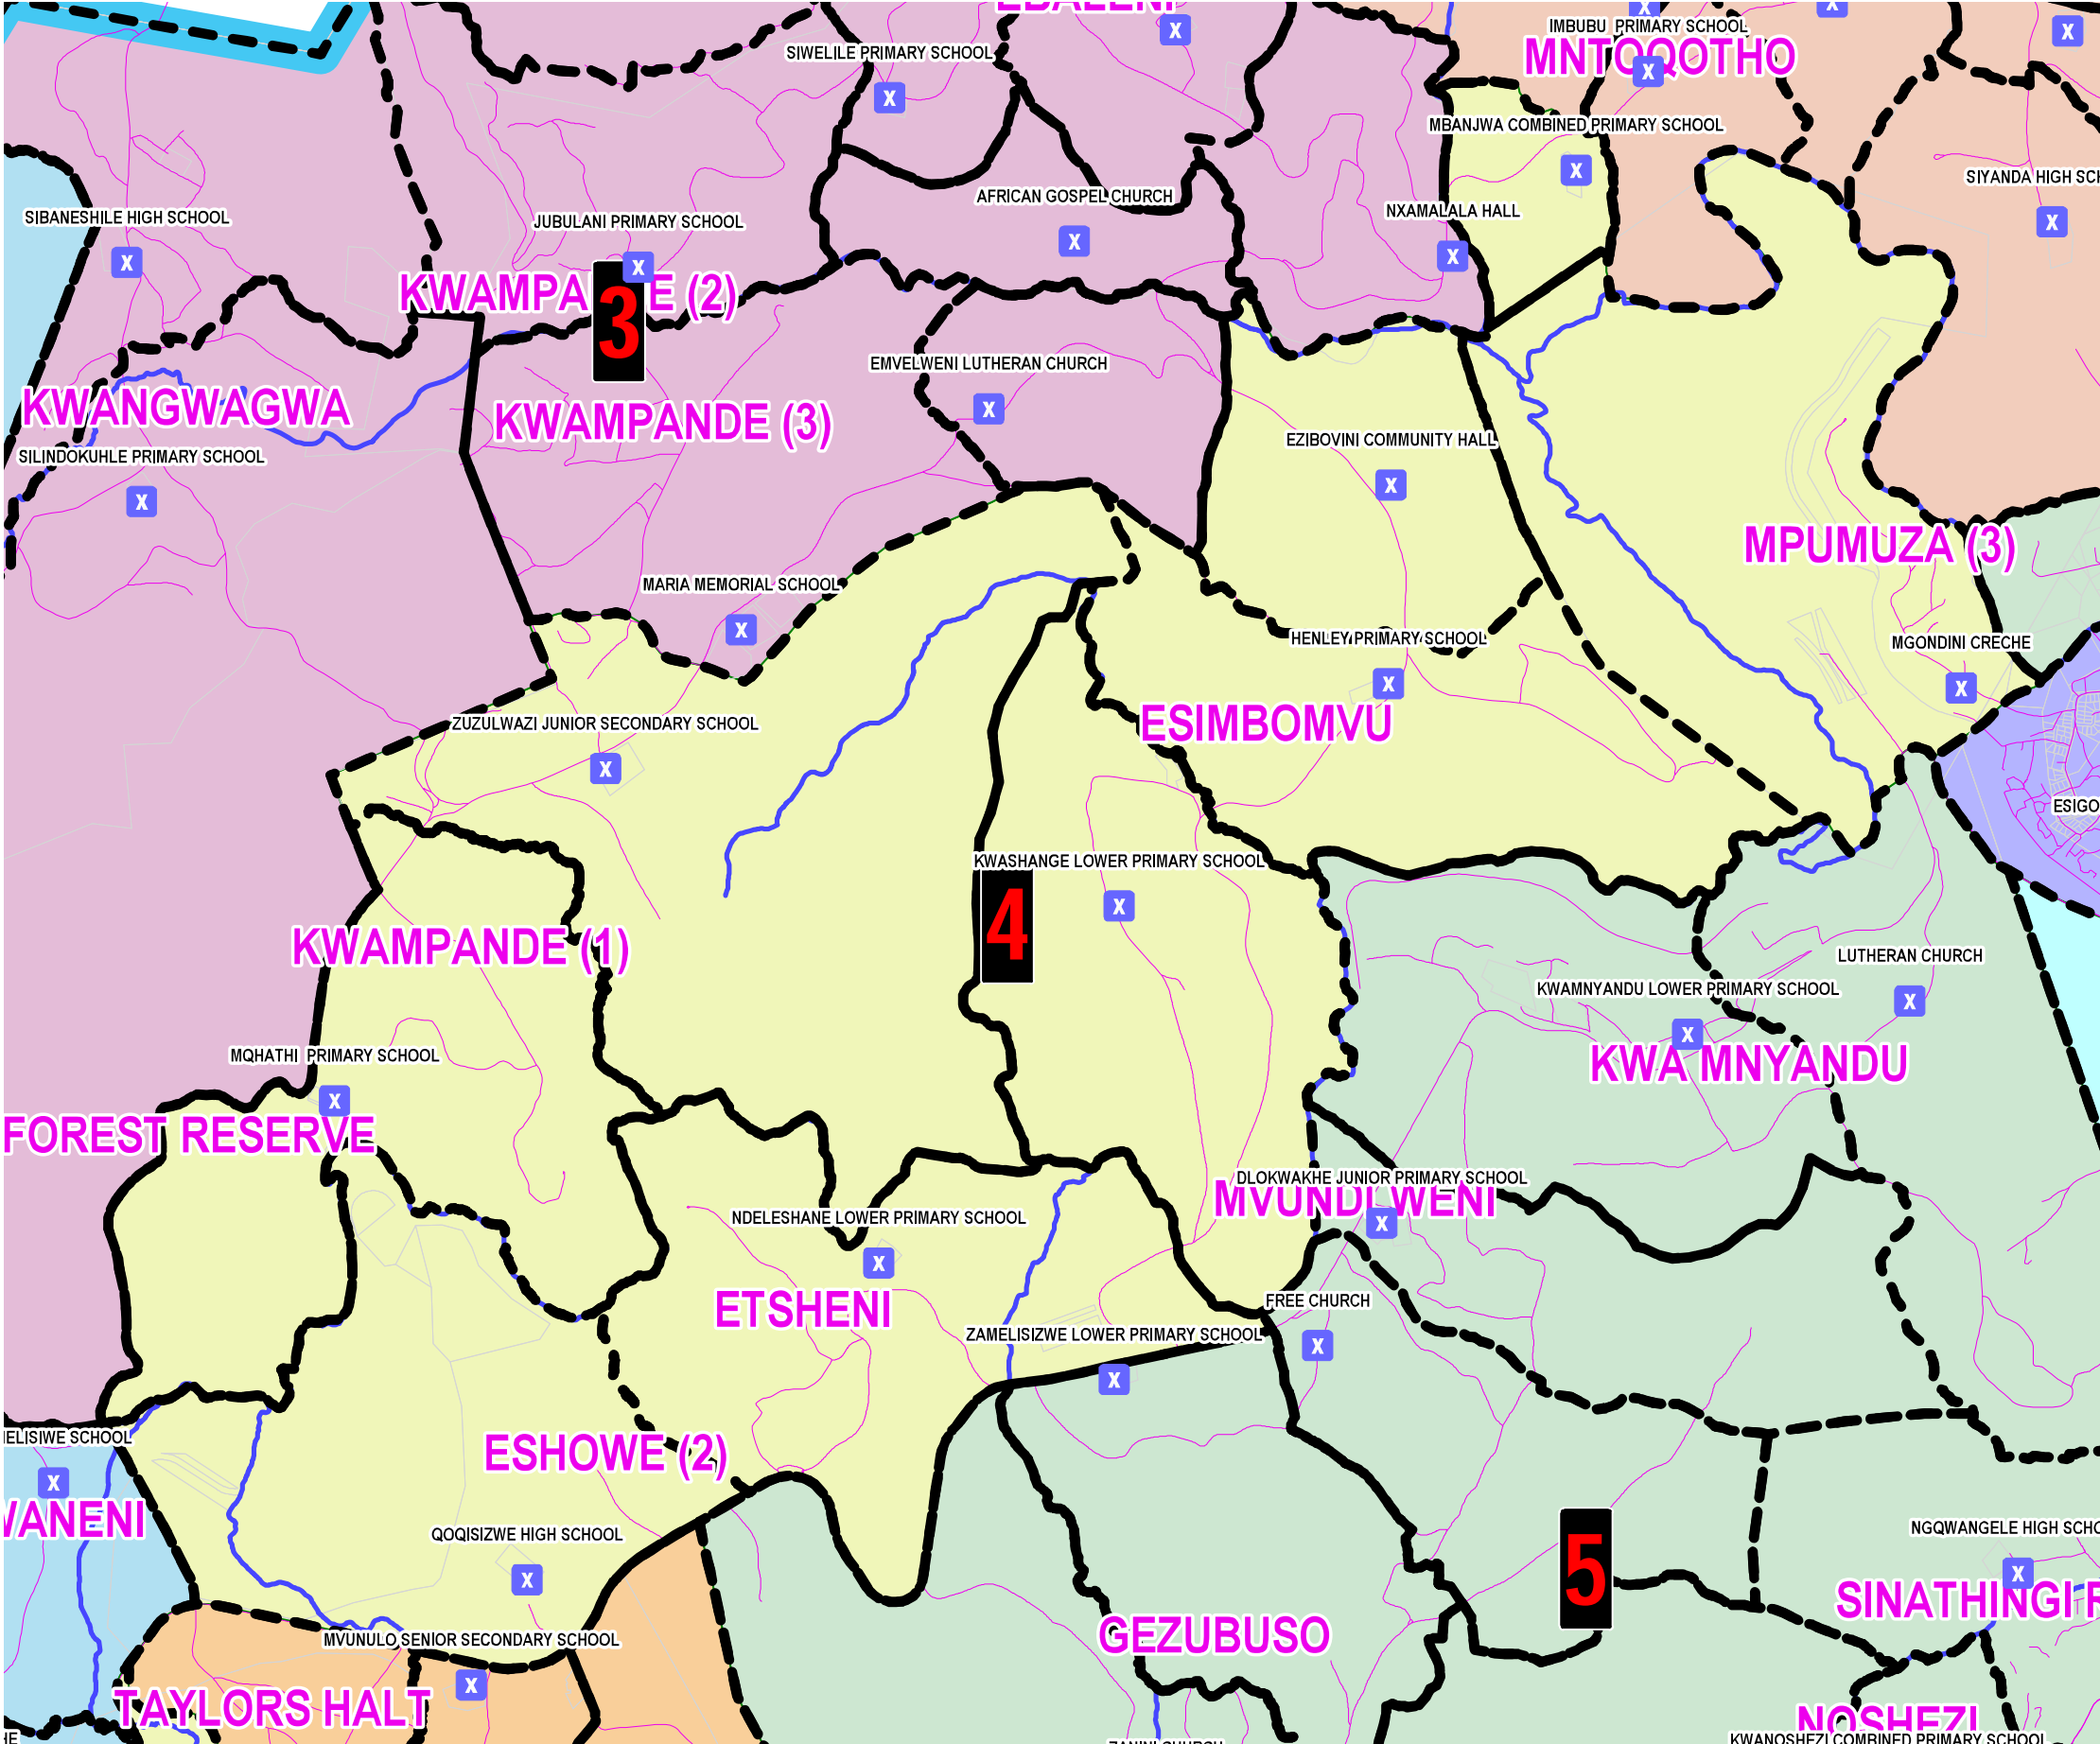 IMBUBU  PRIMARY SCHOOL
SIWELILE PRIMARY SCHOOL
X
X
X
X
MNTOQOTHO
X
X
X
MBANJWA COMBINED PRIMARY SCHOOL
X
SIYANDA HIGH
X
AFRICAN GOSPEL CHURCH
X
NXAMALALA HALL
X
SIBANESHILE HIGH SCHOOL
X
JUBULANI PRIMARY SCHOOL
X
KWAMPA E (2)
3
EMVELWENI LUTHERAN CHURCH
X
KWANGWAGWA
KWAMPANDE (3)
EZIBOVINI COMMUNITY HALL
X
SILINDOKUHLE PRIMARY SCHOOL
X
MPUMUZA (3)
MARIA MEMORIAL SCHOOL
X
HENLEY PRIMARY SCHOOL
X
MGONDINI CRECHE
X
ZUZULWAZI JUNIOR SECONDARY SCHOOL
X
ESIMBOMVU
ESIGO
KWASHANGE LOWER PRIMARY SCHOOL
X
4
KWAMPANDE (1)
LUTHERAN CHURCH
X
KWAMNYANDU LOWER PRIMARY SCHOOL
X
KWA MNYANDU
MQHATHI  PRIMARY SCHOOL
X
FOREST RESERVE
DLOKWAKHE JUNIOR PRIMARY SCHOOL
X
MVUNDLWENI
NDELESHANE LOWER PRIMARY SCHOOL
X
ETSHENI
FREE CHURCH
X
ZAMELISIZWE LOWER PRIMARY SCHOOL
X
ELISIWE SCHOOL
X
ESHOWE (2)
VANENI
QOQISIZWE HIGH SCHOOL
X
5
NGQWANGELE HIGH
X
SINATHINGI
GEZUBUSO
MVUNULO SENIOR SECONDARY SCHOOL
X
TAYLORS HALT
NOSHEZI
KWANOSHEZI COMBINED PRIMARY SCHOOL
ZANINI CHURCH